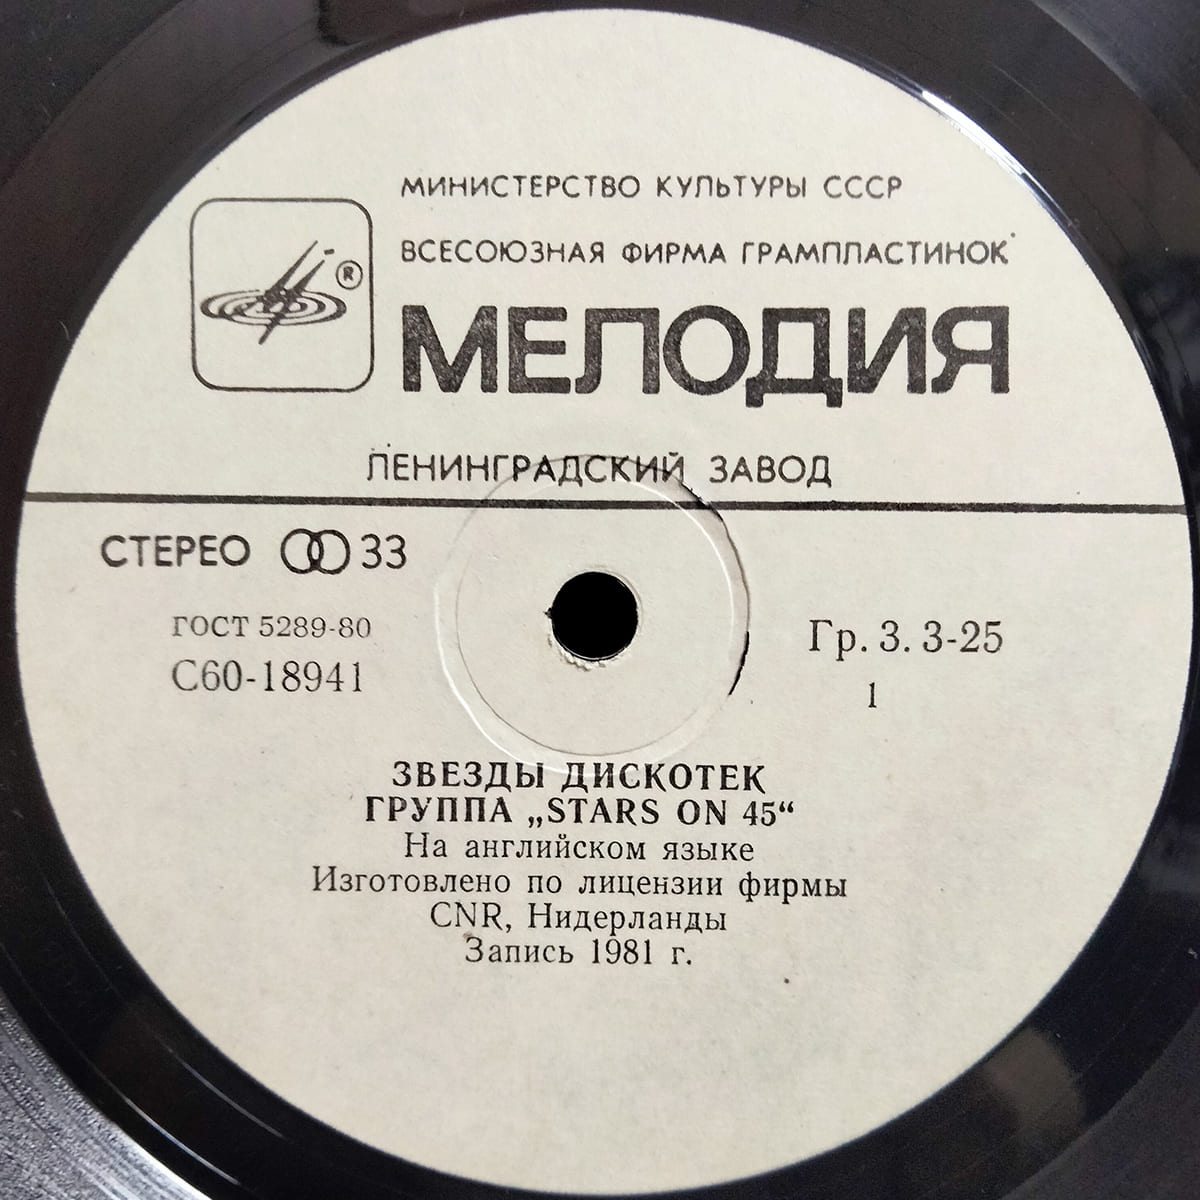 МИНИСТЕРСТВО КУЛЬТУРЫ СССР
ВСЕСОЮЗНАЯ ФИРМА ГРАМПЛАСТИНОК
®
МЕЛОДИЯ
ЛЕНИНГРАДСКИЙ ЗАВОД
СТЕРЕО 33
ГОСТ 5289-80
С60-18941
Гр. 3. 3-25
1
ЗВЕЗДЫ ДИСКОТЕК
ГРУППА „STARS ON 45“
На английском языке
Изготовлено по лицензии фирмы
CNR, Нидерланды
Запись 1981 г.